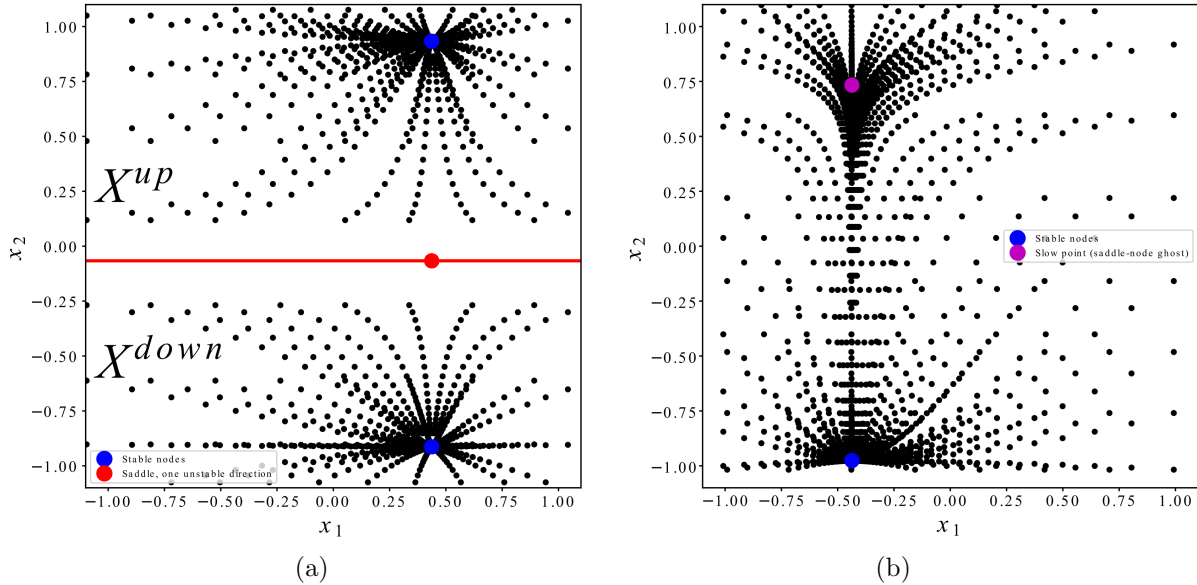 1.00
0.75
0.50
0.25
0.00
−0.25
−0.50
−0.75
−1.00
x2
X^up
X^down
Stable nodes
Saddle, one unstable direction
−1.00 −0.75 −0.50 −0.25 0.00 0.25 0.50 0.75 1.00
x1
(a)
1.00
0.75
0.50
0.25
0.00
−0.25
−0.50
−0.75
−1.00
x2
Stable nodes
Slow point (saddle-node ghost)
−1.00 −0.75 −0.50 −0.25 0.00 0.25 0.50 0.75 1.00
x1
(b)